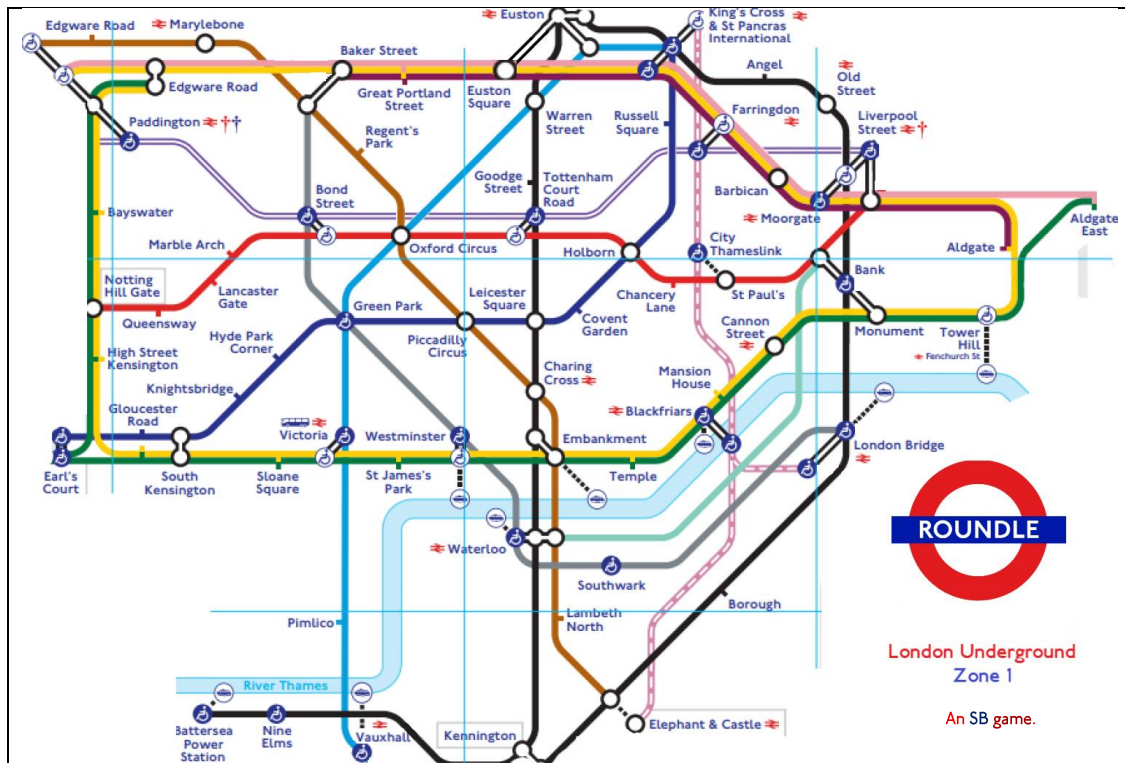 Edgware Road
Marylebone
Euston
King's Cross
& St Pancras
International
Baker Street
Angel
Old
Street
Edgware Road
Great Portland
Street
Euston
Square
Farringdon
Liverpool
Street
Paddington
Regent's
Park
Warren
Street
Russell
Square
Barbican
Goodge
Street
Tottenham
Court
Road
Bond
Street
Moorgate
Bayswater
Marble Arch
Oxford Circus
Holborn
City
Thameslink
Aldgate
Aldgate
East
Notting
Hill Gate
Lancaster
Gate
Queensway
Green Park
Leicester
Square
Chancery
Lane
St Paul's
Bank
Hyde Park
Corner
Piccadilly
Circus
Covent
Garden
Cannon
Street
Monument
Tower
Hill
Fenchurch St
High Street
Kensington
Knightsbridge
Charing
Cross
Mansion
House
Gloucester
Road
Victoria
Westminster
Embankment
Blackfriars
London Bridge
Earl's
Court
South
Kensington
Sloane
Square
St James's
Park
Temple
Waterloo
Southwark
ROUNDLE
Pimlico
Lambeth
North
Borough
London Underground
Zone 1
River Thames
An SB game.
Battersea
Power
Station
Nine
Elms
Vauxhall
Kennington
Elephant & Castle